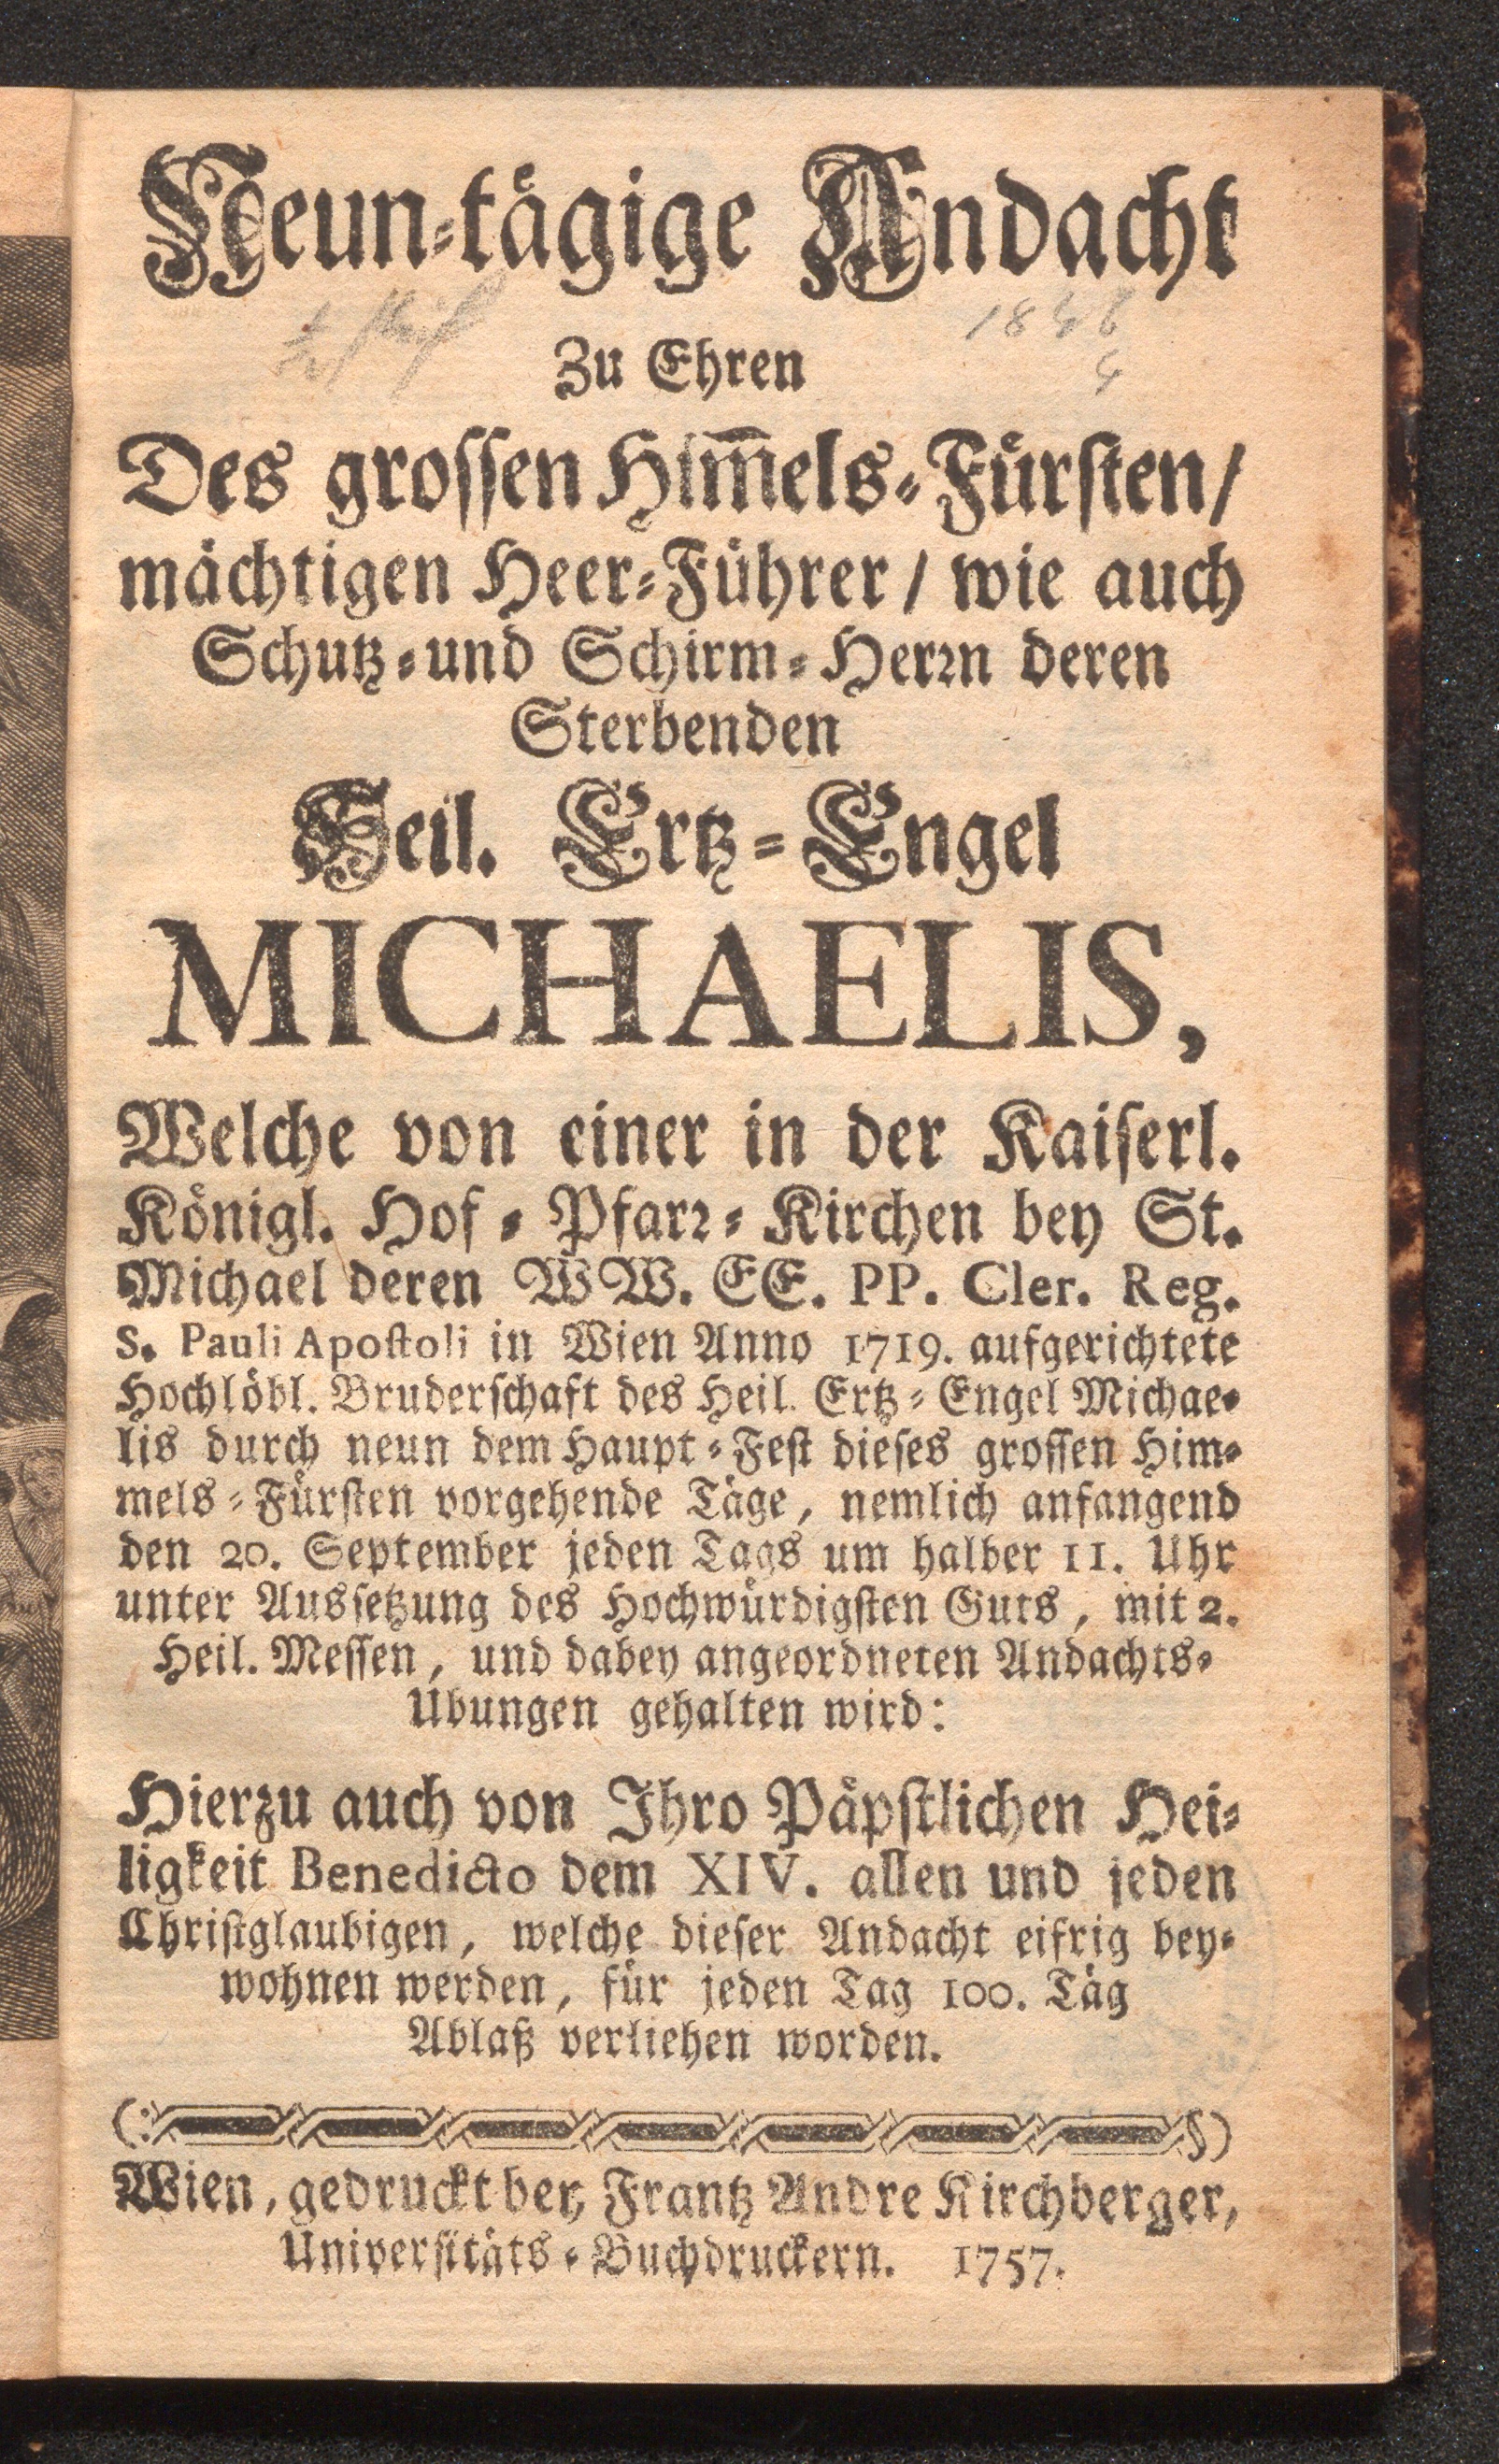 Neun-tägige Andacht
Zu Ehren
Des grossen Him̅els-Fürsten/
mächtigen Heer-Führer/ wie auch
Schutz-und Schirm-Herrn deren
Sterbenden
Heil. Ertz-Engel
MICHAELIS,
Welche von einer in der Kaiserl.
Königl. Hof-Pfarr-Kirchen bey St.
Michael deren WW. EE. PP. Cler. Reg.
S. Pauli Apostoli in Wien Anno 1719. aufgerichtete
Hochlöbl. Bruderschaft des Heil. Ertz-Engel Michae-
lis durch neun dem Haupt-Fest dieses grossen Him-
mels-Fürsten vorgehende Täge, nemlich anfangend
den 20. September jeden Tags um halber 11. Uhr
unter Aussetzung des Hochwürdigsten Guts, mit 2.
Heil. Messen, und dabey angeordneten Andachts-
Ubungen gehalten wird:
Hierzu auch von Ihro Päpstlichen Hei-
ligkeit Benedicto dem XIV. allen und jeden
Christglaubigen, welche dieser Andacht eifrig bey-
wohnen werden, für jeden Tag 100. Täg
Ablaß verliehen worden.
Wien, gedruckt bey Frantz Andre Kirchberger,
Universitäts-Buchdruckern. 1757.